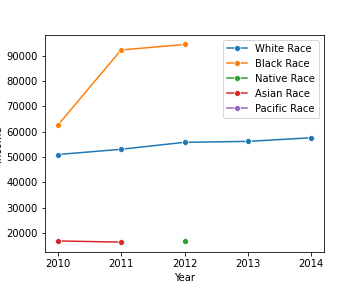 White Race
Black Race
Native Race
Asian Race
Pacific Race
90000
80000
70000
60000
50000
40000
30000
20000
2010 2011 2012 2013 2014
Year